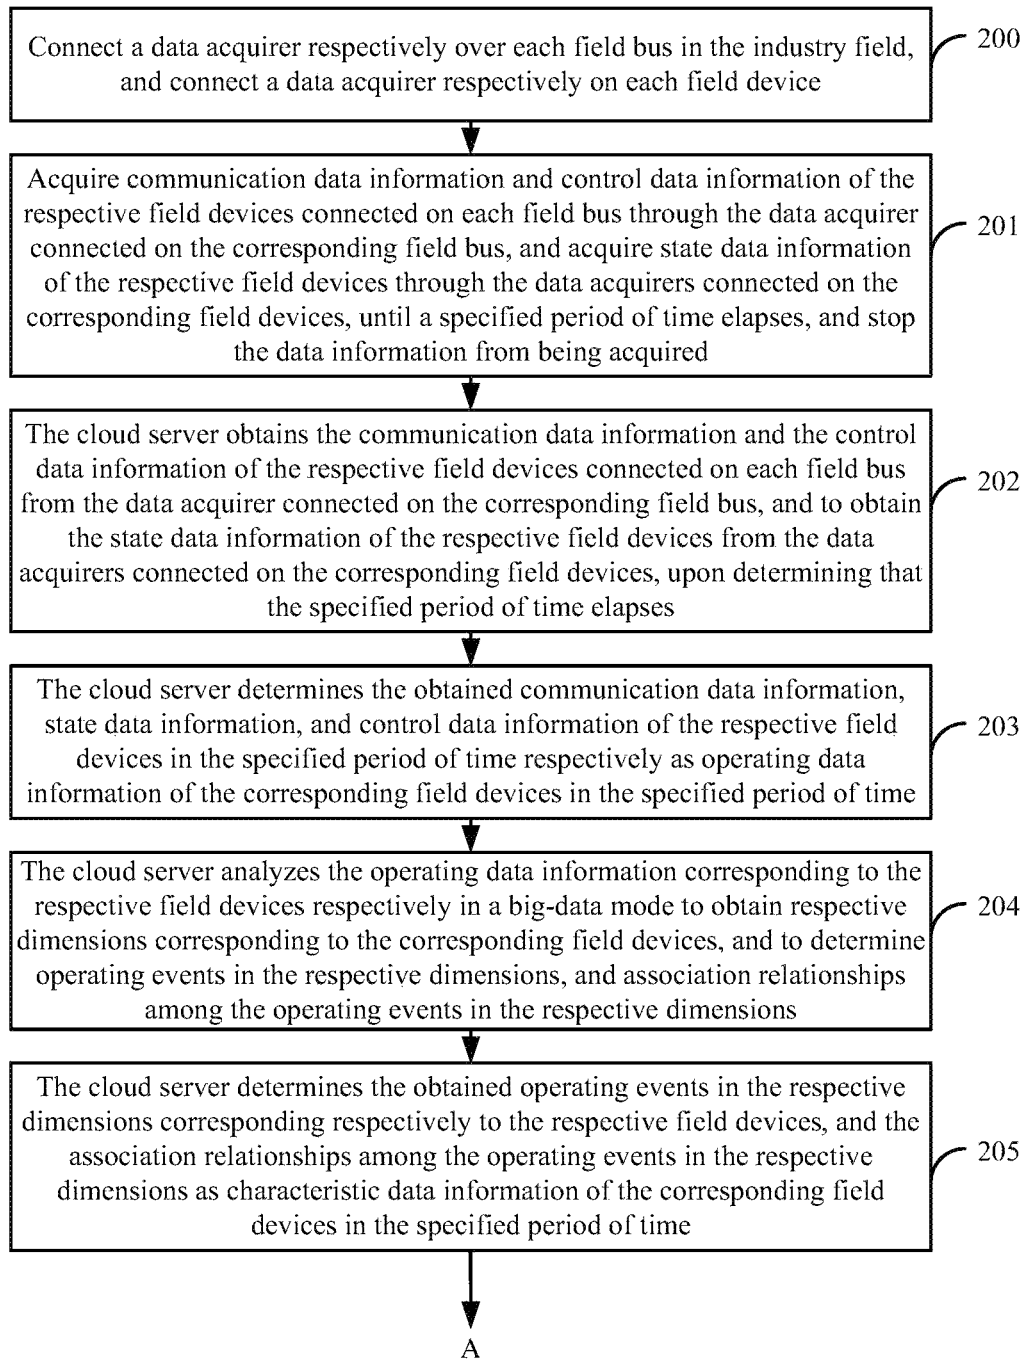 Connect a data acquirer respectively over each field bus in the industry field,
and connect a data acquirer respectively on each field device
200
Acquire communication data information and control data information of the
respective field devices connected on each field bus through the data acquirer
connected on the corresponding field bus, and acquire state data information
of the respective field devices through the data acquirers connected on the
corresponding field devices, until a specified period of time elapses, and stop
the data information from being acquired
201
The cloud server obtains the communication data information and the control
data information of the respective field devices connected on each field bus
from the data acquirer connected on the corresponding field bus, and to obtain
the state data information of the respective field devices from the data
acquirers connected on the corresponding field devices, upon determining that
the specified period of time elapses
202
The cloud server determines the obtained communication data information,
state data information, and control data information of the respective field
devices in the specified period of time respectively as operating data
information of the corresponding field devices in the specified period of time
203
The cloud server analyzes the operating data information corresponding to the
respective field devices respectively in a big-data mode to obtain respective
dimensions corresponding to the corresponding field devices, and to determine
operating events in the respective dimensions, and association relationships
among the operating events in the respective dimensions
204
The cloud server determines the obtained operating events in the respective
dimensions corresponding respectively to the respective field devices, and the
association relationships among the operating events in the respective
dimensions as characteristic data information of the corresponding field
devices in the specified period of time
205
A